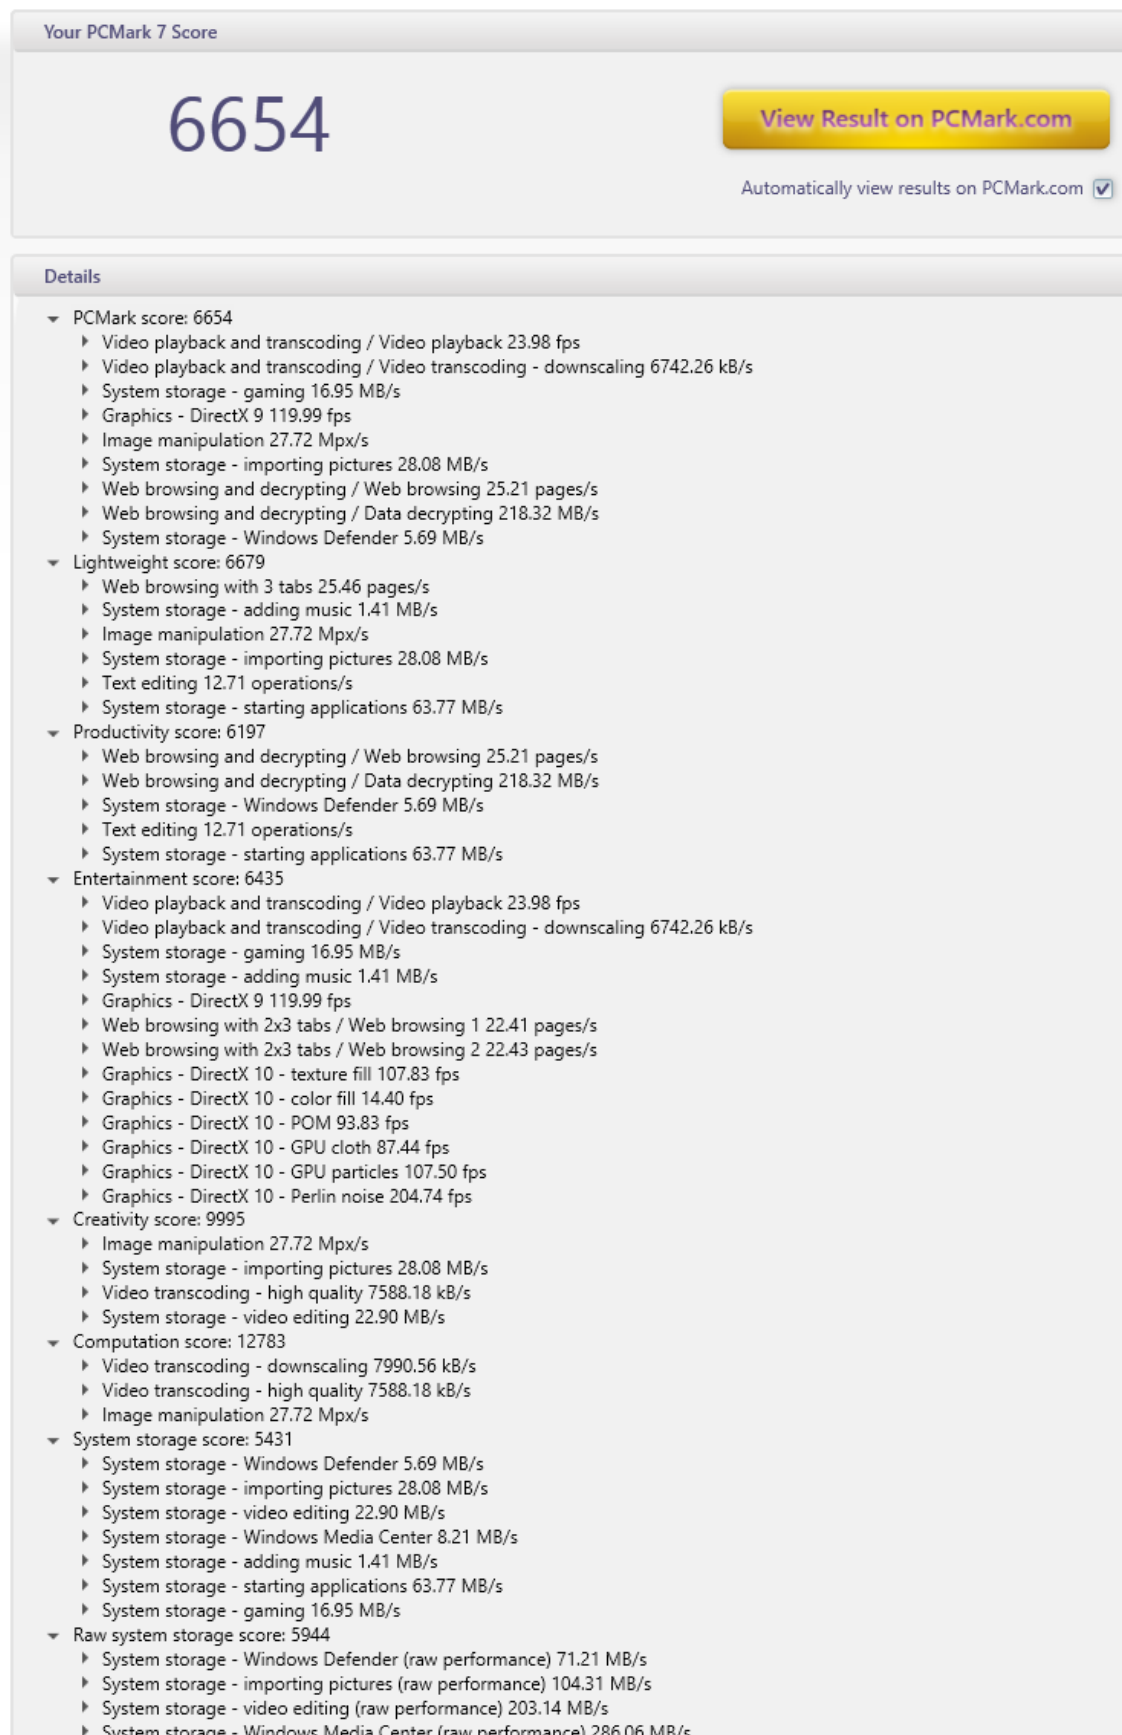 Your PCMark 7 Score
6654
View Result on PCMark.com
Automatically view results on PCMark.com
Details
PCMark score: 6654
Video playback and transcoding / Video playback 23.98 fps
Video playback and transcoding / Video transcoding - downscaling 6742.26 kB/s
System storage - gaming 16.95 MB/s
Graphics - DirectX 9 119.99 fps
Image manipulation 27.72 Mpx/s
System storage - importing pictures 28.08 MB/s
Web browsing and decrypting / Web browsing 25.21 pages/s
Web browsing and decrypting / Data decrypting 218.32 MB/s
System storage - Windows Defender 5.69 MB/s
Lightweight score: 6679
Web browsing with 3 tabs 25.46 pages/s
System storage - adding music 1.41 MB/s
Image manipulation 27.72 Mpx/s
System storage - importing pictures 28.08 MB/s
Text editing 12.71 operations/s
System storage - starting applications 63.77 MB/s
Productivity score: 6197
Web browsing and decrypting / Web browsing 25.21 pages/s
Web browsing and decrypting / Data decrypting 218.32 MB/s
System storage - Windows Defender 5.69 MB/s
Text editing 12.71 operations/s
System storage - starting applications 63.77 MB/s
Entertainment score: 6435
Video playback and transcoding / Video playback 23.98 fps
Video playback and transcoding / Video transcoding - downscaling 6742.26 kB/s
System storage - gaming 16.95 MB/s
System storage - adding music 1.41 MB/s
Graphics - DirectX 9 119.99 fps
Web browsing with 2x3 tabs / Web browsing 1 22.41 pages/s
Web browsing with 2x3 tabs / Web browsing 2 22.43 pages/s
Graphics - DirectX 10 - texture fill 107.83 fps
Graphics - DirectX 10 - color fill 14.40 fps
Graphics - DirectX 10 - POM 93.83 fps
Graphics - DirectX 10 - GPU cloth 87.44 fps
Graphics - DirectX 10 - GPU particles 107.50 fps
Graphics - DirectX 10 - Perlin noise 204.74 fps
Creativity score: 9995
Image manipulation 27.72 Mpx/s
System storage - importing pictures 28.08 MB/s
Video transcoding - high quality 7588.18 kB/s
System storage - video editing 22.90 MB/s
Computation score: 12783
Video transcoding - downscaling 7990.56 kB/s
Video transcoding - high quality 7588.18 kB/s
Image manipulation 27.72 Mpx/s
System storage score: 5431
System storage - Windows Defender 5.69 MB/s
System storage - importing pictures 28.08 MB/s
System storage - video editing 22.90 MB/s
System storage - Windows Media Center 8.21 MB/s
System storage - adding music 1.41 MB/s
System storage - starting applications 63.77 MB/s
System storage - gaming 16.95 MB/s
Raw system storage score: 5944
System storage - Windows Defender (raw performance) 71.21 MB/s
System storage - importing pictures (raw performance) 104.31 MB/s
System storage - video editing (raw performance) 203.14 MB/s
System storage - Windows Media Center (raw performance) 286.06 MB/s